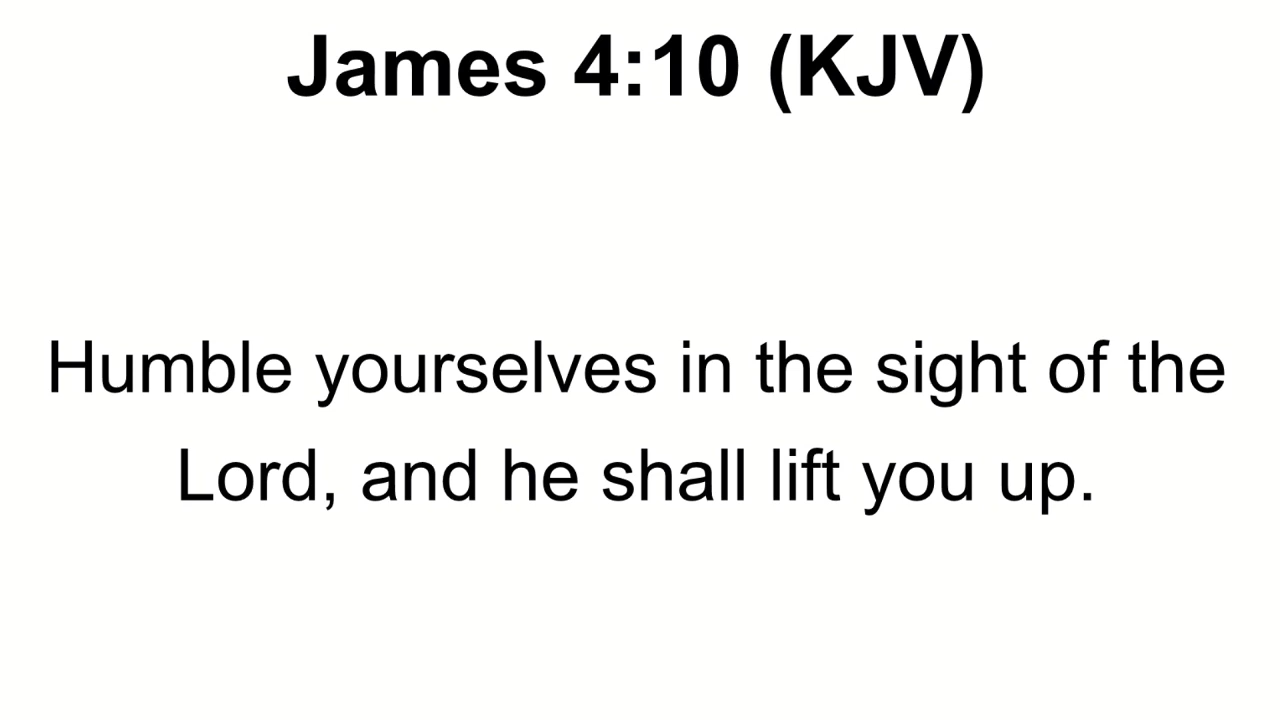 James 4:10 (KJV)
Humble yourselves in the sight of the
Lord, and he shall lift you up.